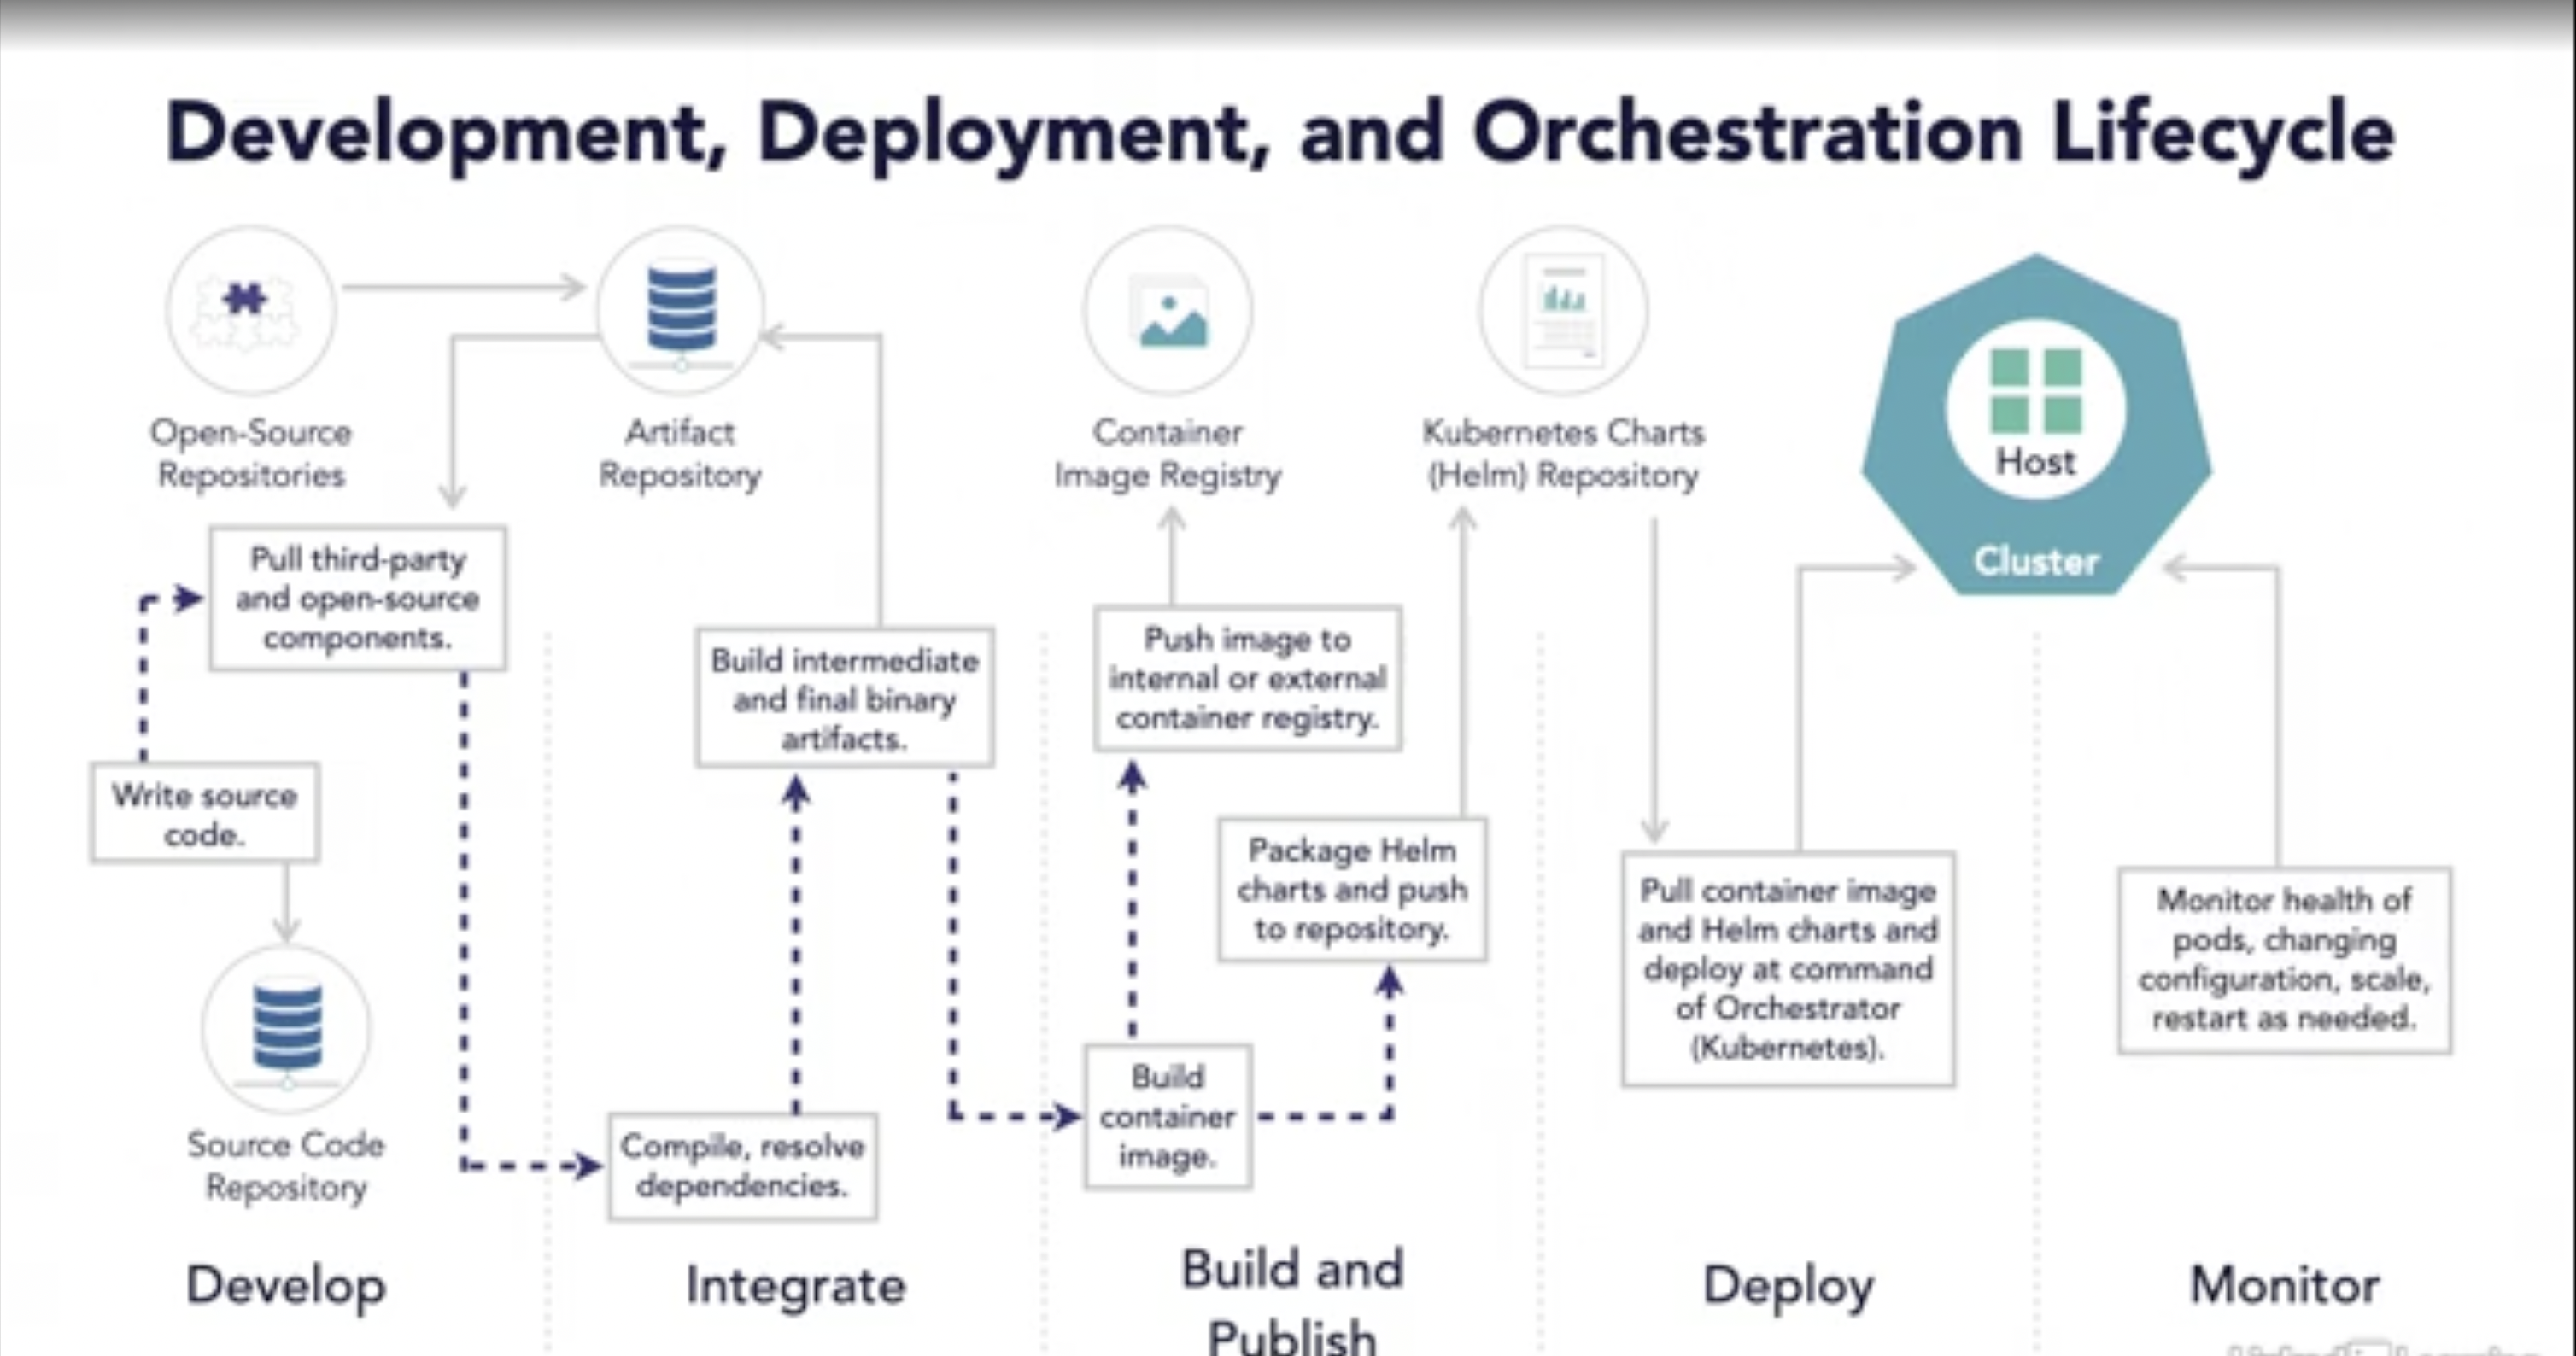 Development, Deployment, and Orchestration Lifecycle
Open-Source
Repositories
Artifact
Repository
Container
Image Registry
Kubernetes Charts
(Helm) Repository
Host
Cluster
Pull third-party
and open-source
components.
Write source
code.
Source Code
Repository
Build intermediate
and final binary
artifacts.
Compile, resolve
dependencies.
Push image to
internal or external
container registry.
Package Helm
charts and push
to repository.
Build
container
image.
Pull container image
and Helm charts and
deploy at command
of Orchestrator
(Kubernetes).
Monitor health of
pods, changing
configuration, scale,
restart as needed.
Develop
Integrate
Build and
Publish
Deploy
Monitor